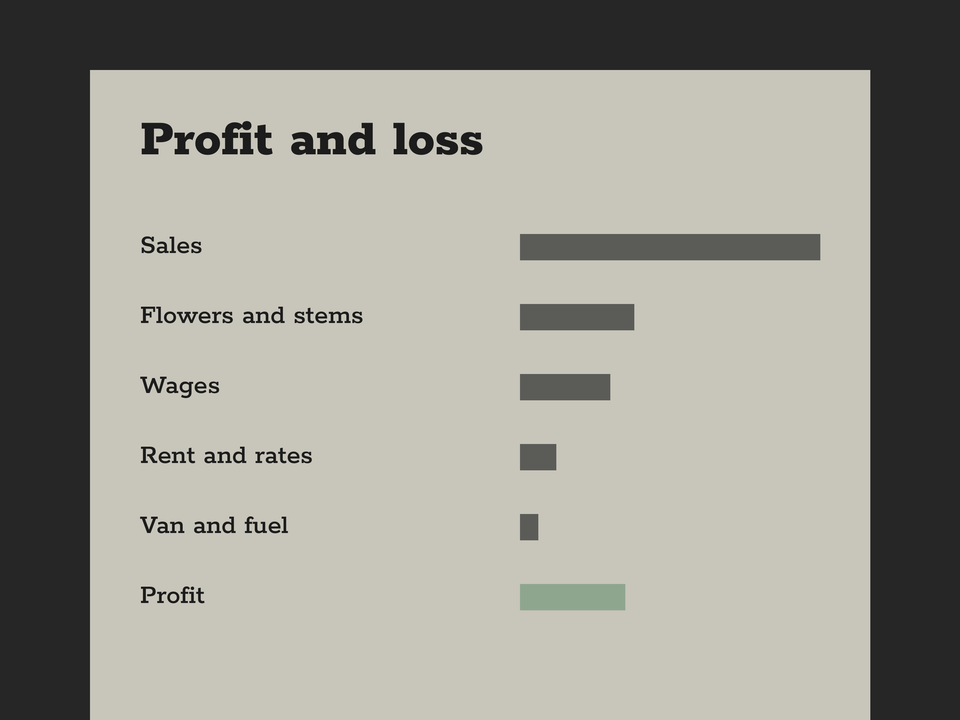 Profit and loss
Sales
Flowers and stems
Wages
Rent and rates
Van and fuel
Profit